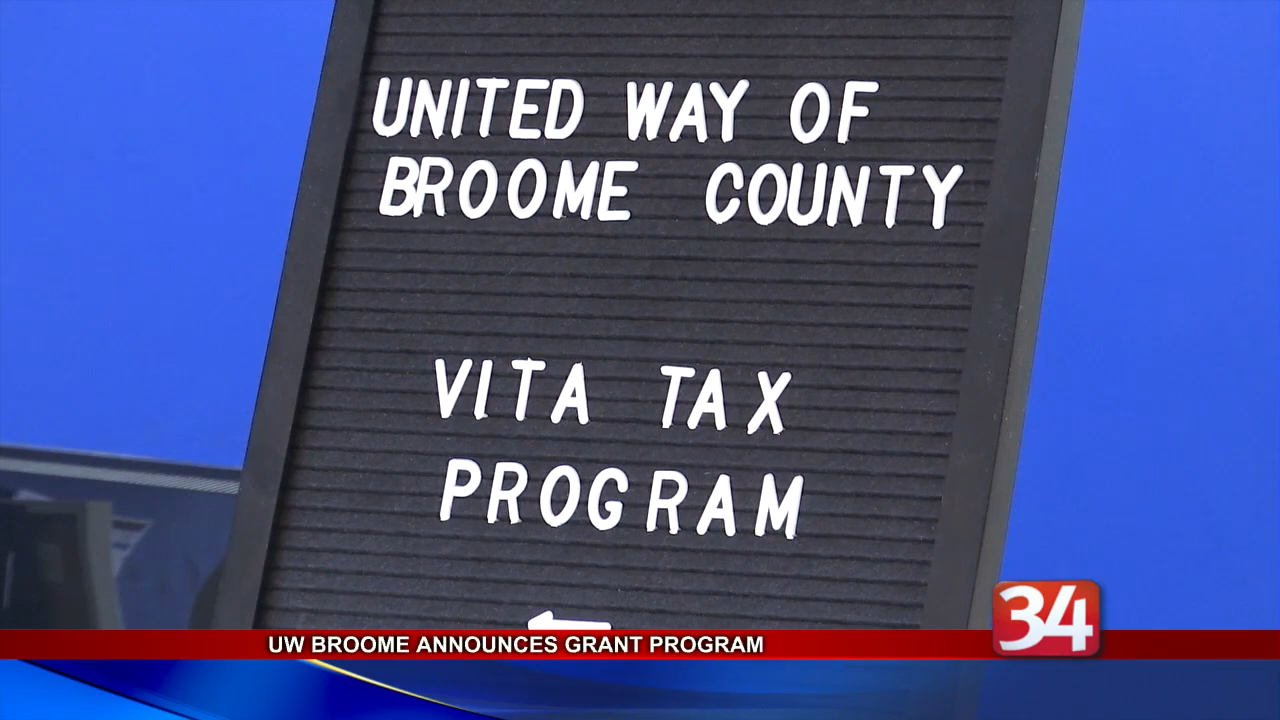 UNITED WAY OF
BROOME COUNTY
VITA TAX
PROGRAM
34
UW BROOME ANNOUNCES GRANT PROGRAM